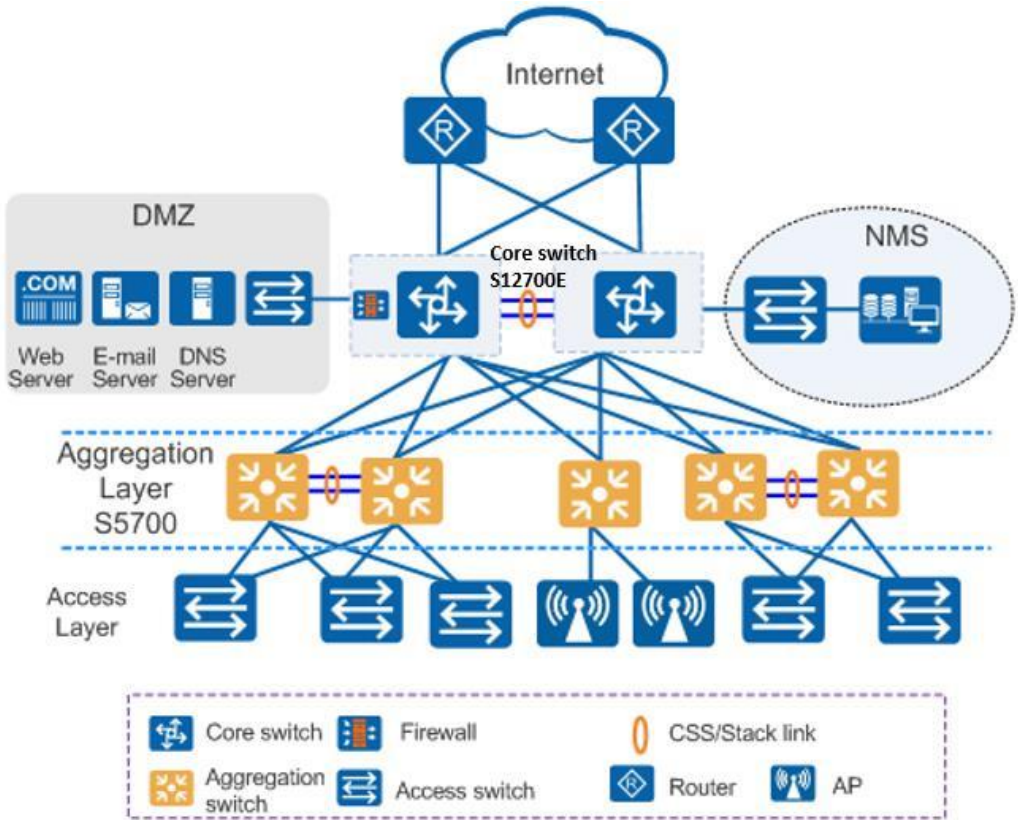 Internet
R
R
DMZ
Core switch
S12700E
NMS
.COM
Web
Server
E-mail
Server
DNS
Server
Aggregation
Layer
S5700
Access
Layer
Core switch
Firewall
CSS/Stack link
Aggregation
switch
Access switch
R
Router
AP